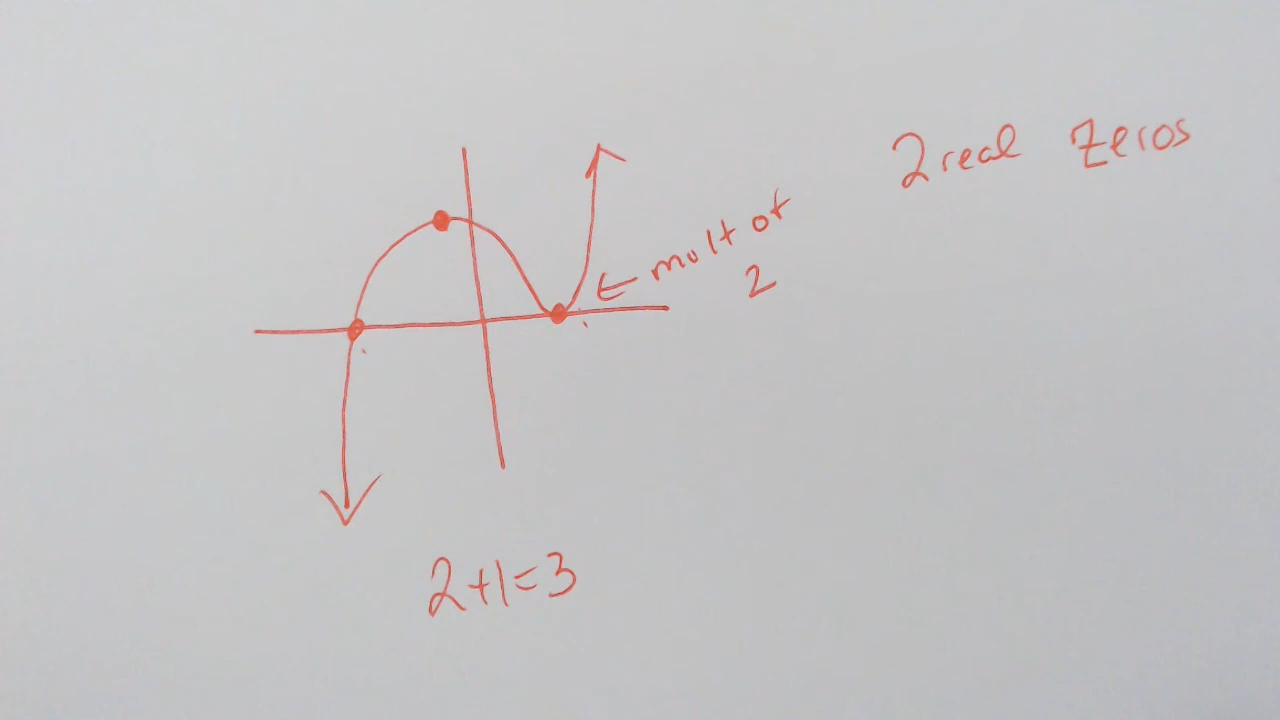 2 real zeros
mult of
2
2+1=3